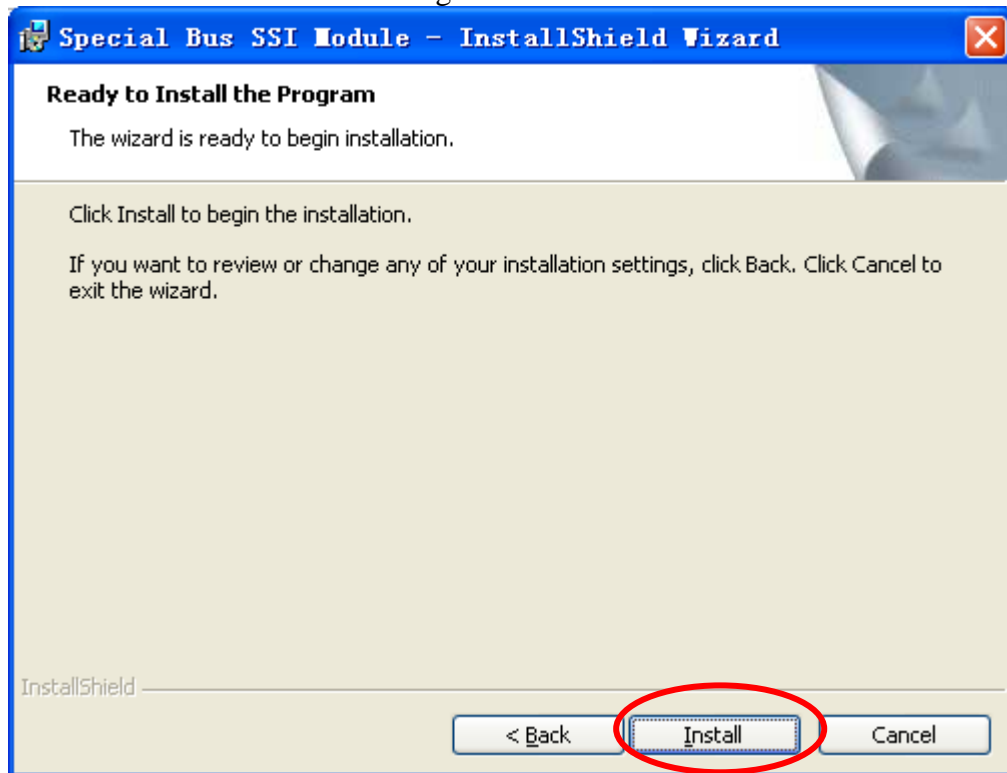 Special Bus SSI Module - InstallShield Wizard
Ready to Install the Program
The wizard is ready to begin installation.
Click Install to begin the installation.
If you want to review or change any of your installation settings, click Back. Click Cancel to
exit the wizard.
InstallShield
< Back Install Cancel